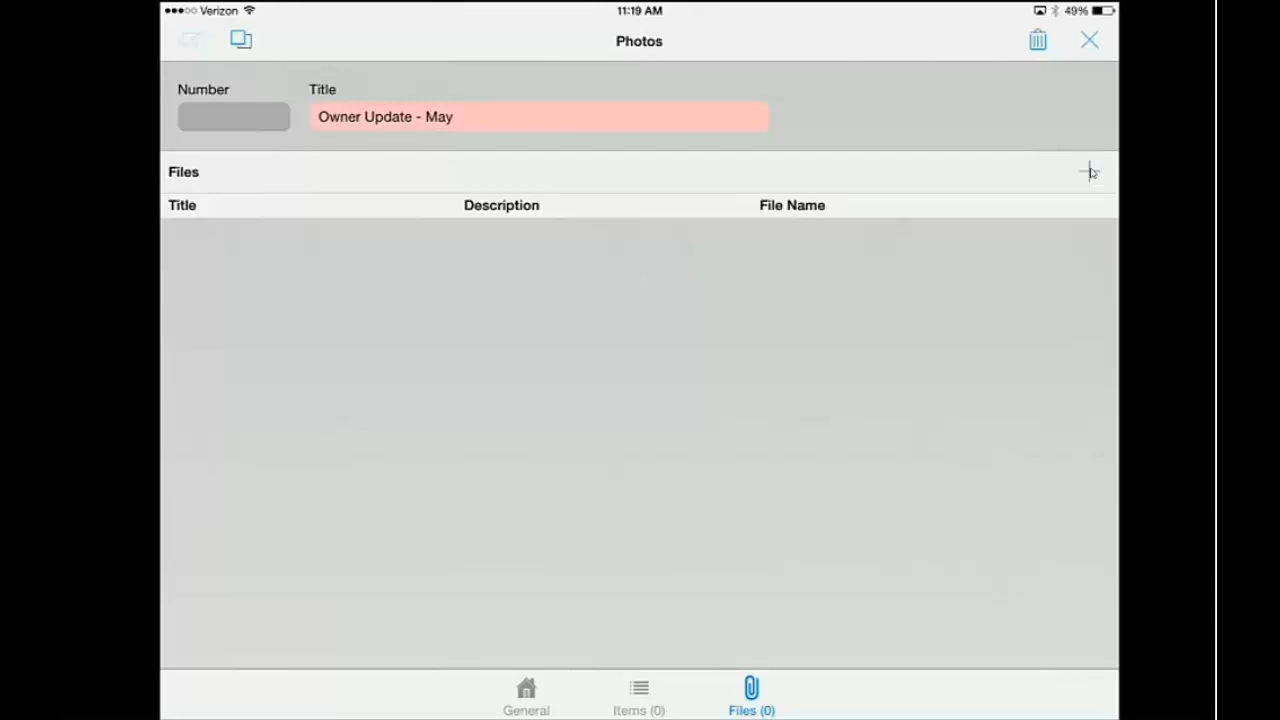 Verizon
11:19 AM
49%
Photos
Number
Title
Owner Update - May
Files
Title
Description
File Name
General
Items (0)
Files (0)